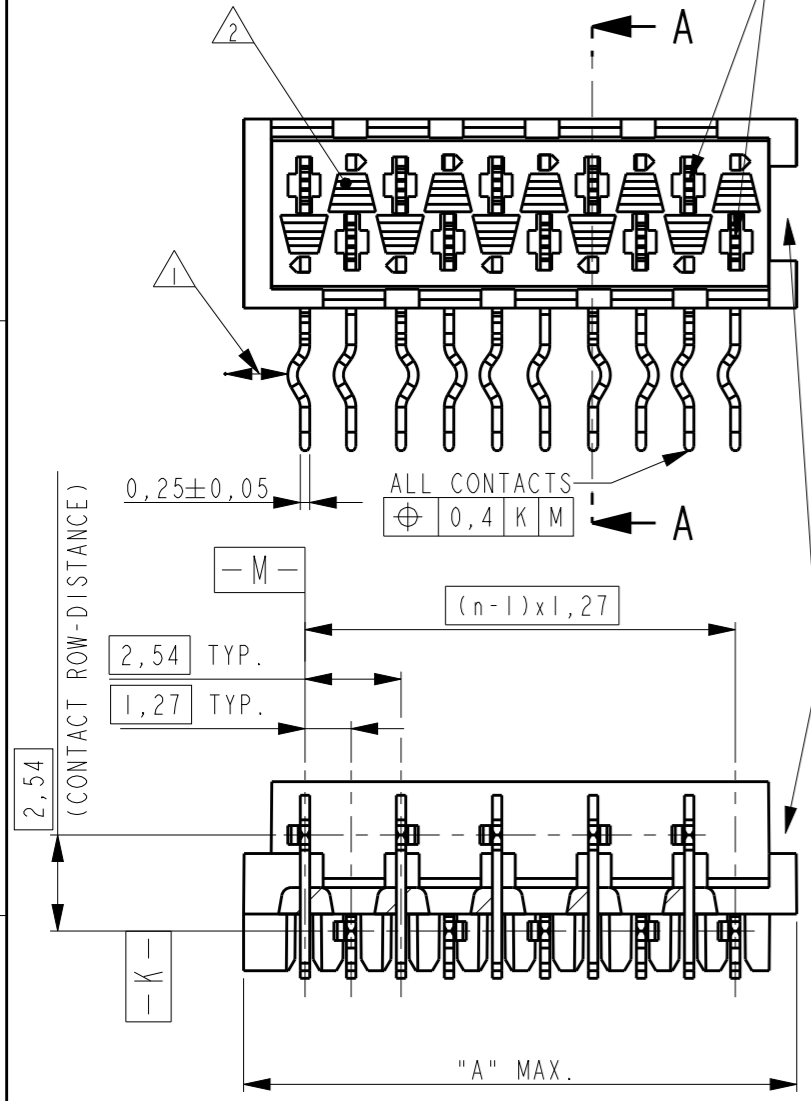 2
A
1
0,25±0,05
ALL CONTACTS
⌖ 0,4 K M
A
-M-
(n-1)x1,27
2,54 TYP.
1,27 TYP.
2,54
(CONTACT ROW-DISTANCE)
-K-
"A" MAX.